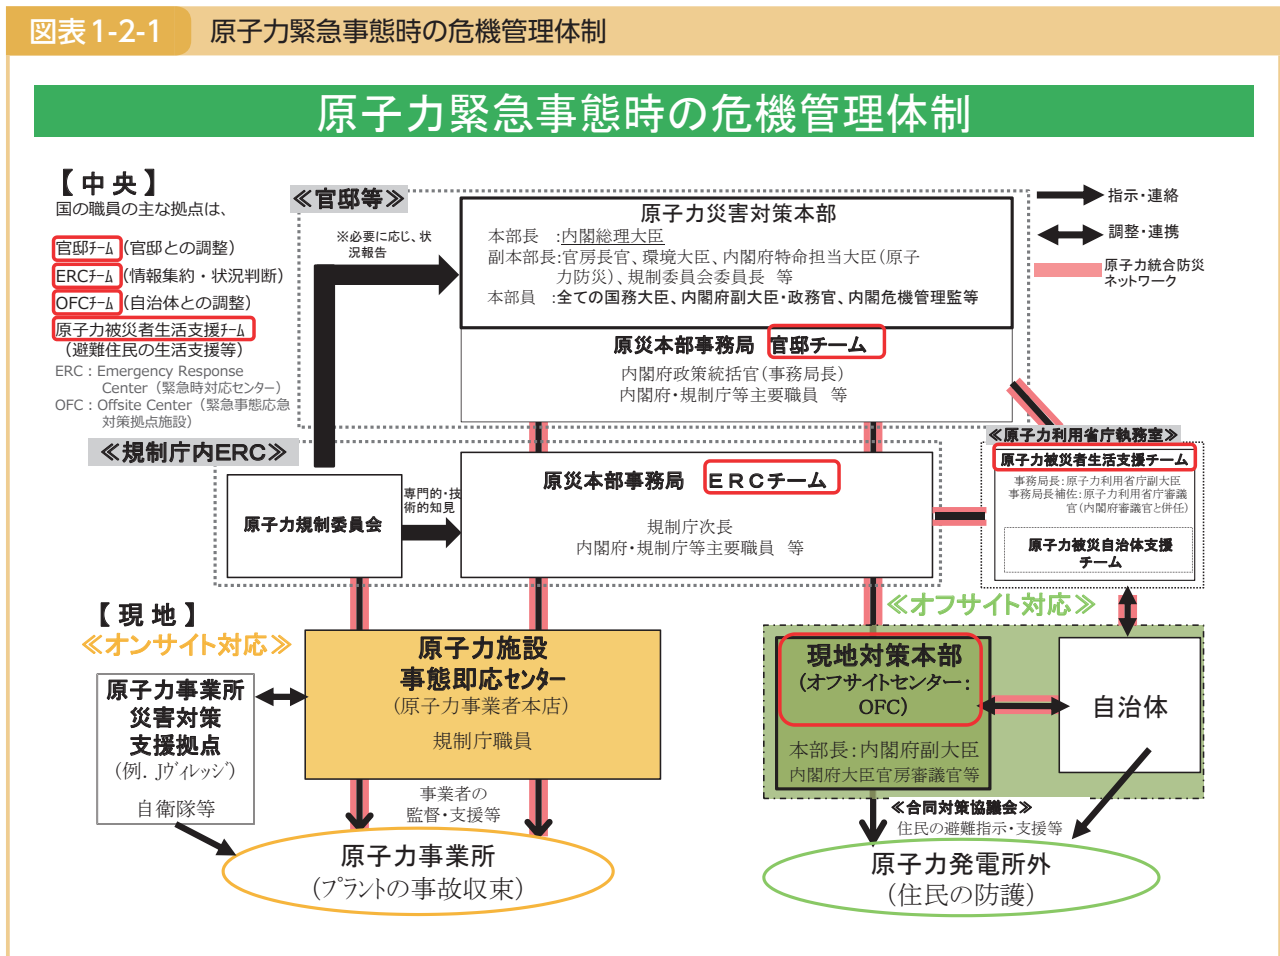 図表1-2-1 原子力緊急事態時の危機管理体制
原子力緊急事態時の危機管理体制
【中央】
国の職員の主な拠点は、
官邸チーム(官邸との調整)
ERCチーム(情報集約・状況判断)
OFCチーム(自治体との調整)
原子力被災者生活支援チーム
(避難住民の生活支援等)
ERC:Emergency Response
Center(緊急時対応センター)
OFC:Offsite Center(緊急事態応急
対策拠点施設)
≪官邸等≫
※必要に応じ、状
況報告
原子力災害対策本部
本部長 :内閣総理大臣
副本部長:官房長官、環境大臣、内閣府特命担当大臣(原子
力防災)、規制委員会委員長 等
本部員 :全ての国務大臣、内閣府副大臣・政務官、内閣危機管理監等
原災本部事務局 官邸チーム
内閣府政策統括官(事務局長)
内閣府・規制庁等主要職員 等
指示・連絡
調整・連携
原子力統合防災
ネットワーク
≪規制庁内ERC≫
原子力規制委員会
専門的・技
術的知見
原災本部事務局 ERCチーム
規制庁次長
内閣府・規制庁等主要職員 等
≪原子力利用省庁執務室≫
原子力被災者生活支援チーム
事務局長:原子力利用省庁副大臣
事務局長補佐:原子力利用省庁審議
官(内閣府審議官と併任)
原子力被災自治体支援
チーム
【現地】
≪オンサイト対応≫
原子力事業所
災害対策
支援拠点
(例.Jヴィレッジ)
自衛隊等
原子力施設
事態即応センター
(原子力事業者本店)
規制庁職員
事業者の
監督・支援等
原子力事業所
(プラントの事故収束)
≪オフサイト対応≫
現地対策本部
(オフサイトセンター:
OFC)
本部長:内閣府副大臣
内閣府大臣官房審議官等
自治体
≪合同対策協議会≫
住民の避難指示・支援等
原子力発電所外
(住民の防護)